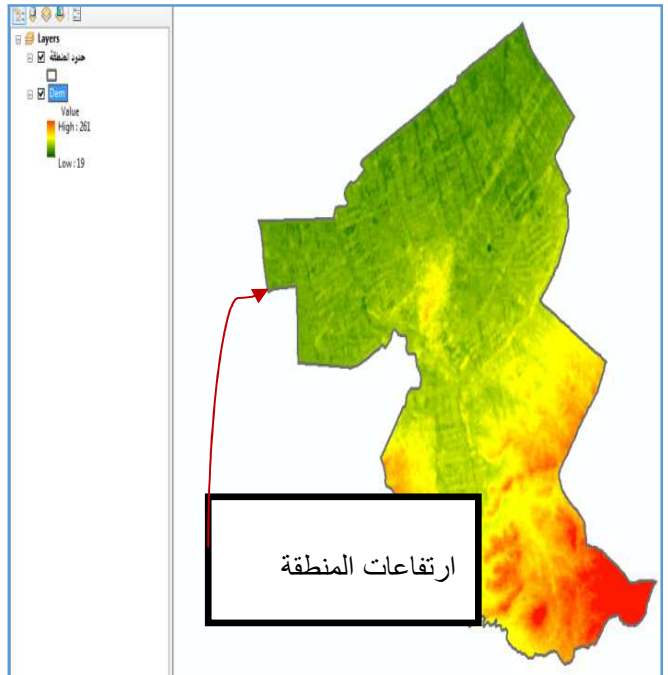 Layers
حدود المنطقة
Dem
Value
High : 261
Low : 19
ارتفاعات المنطقة